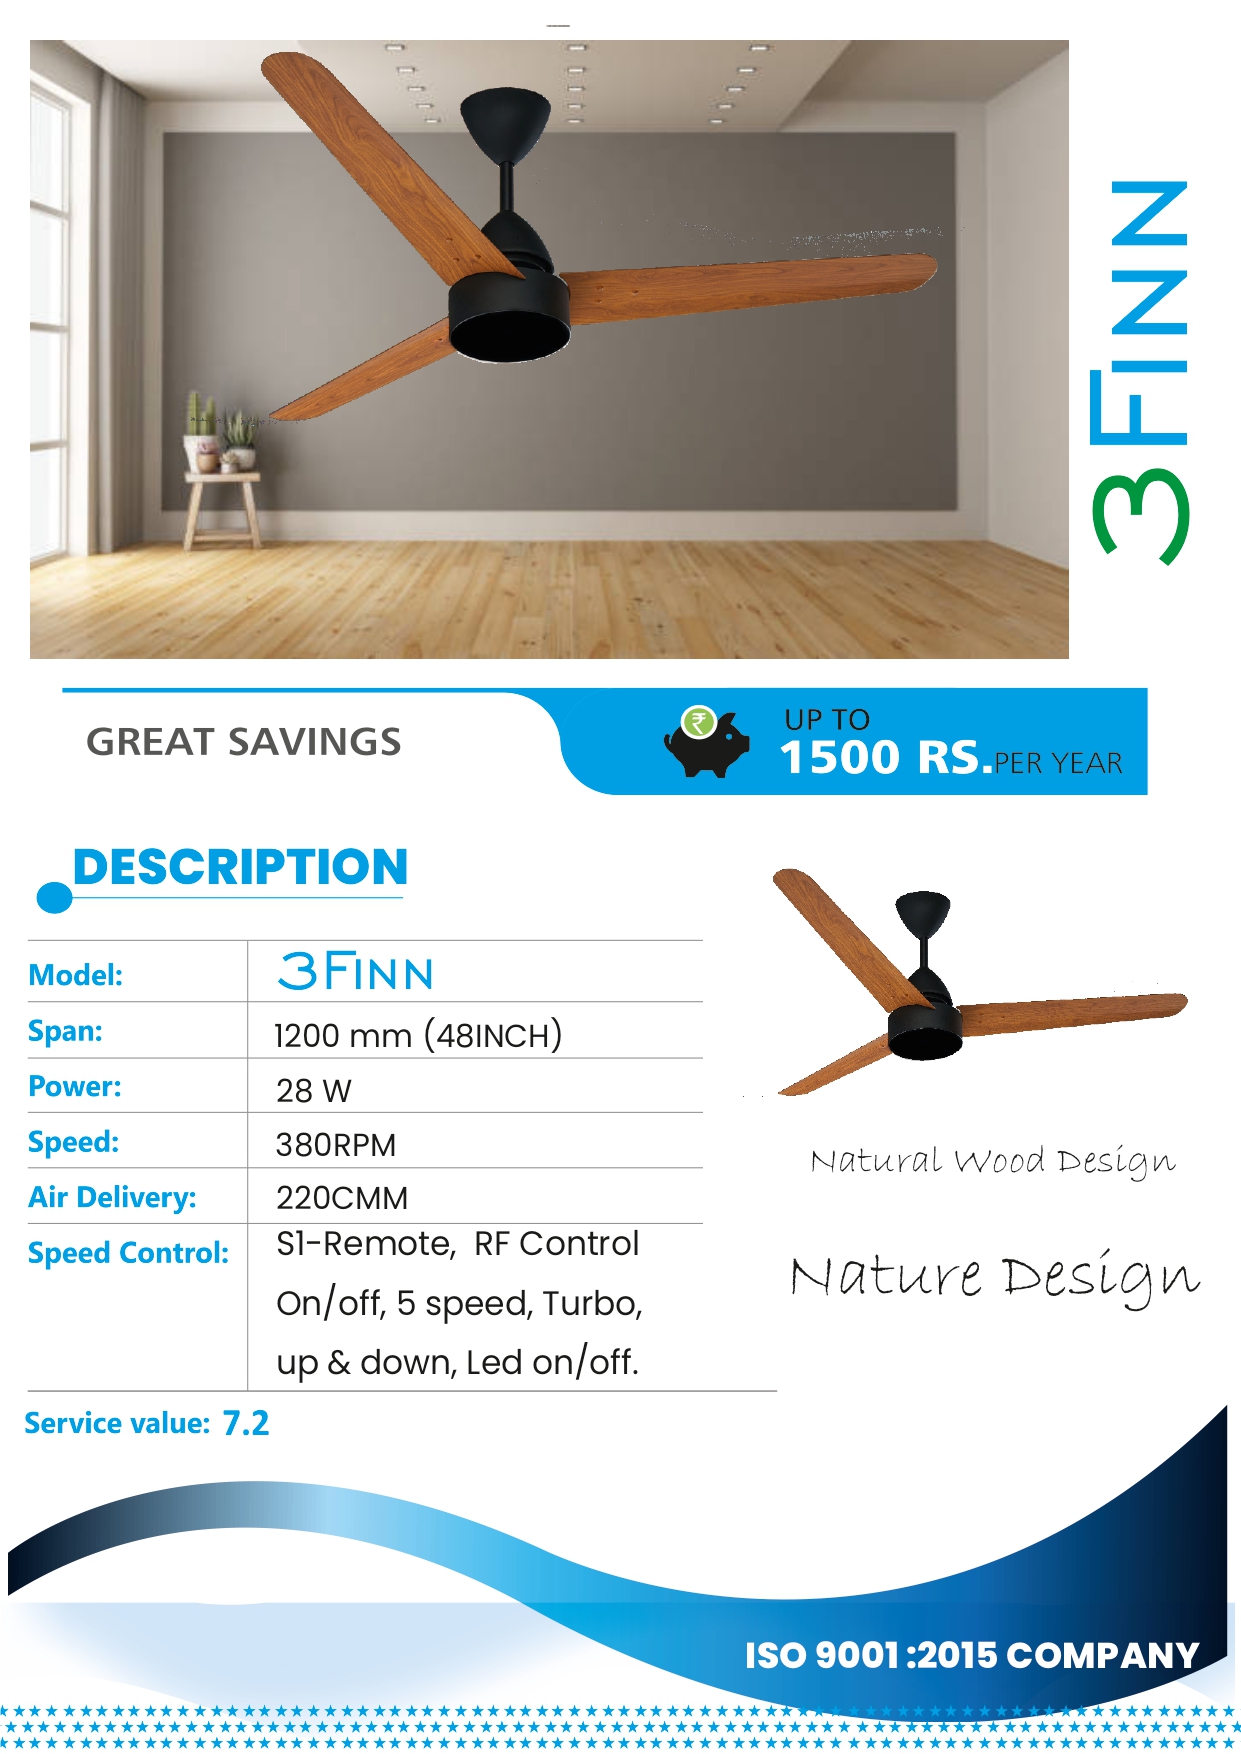 3FINN
GREAT SAVINGS
₹
UP TO
1500 RS.PER YEAR
DESCRIPTION
Model: 3FINN
Span: 1200 mm (48INCH)
Power: 28 W
Speed: 380RPM
Air Delivery: 220CMM
Speed Control: S1-Remote, RF Control
On/off, 5 speed, Turbo,
up & down, Led on/off.
Service value: 7.2
Natural Wood Design
Nature Design
ISO 9001 :2015 COMPANY